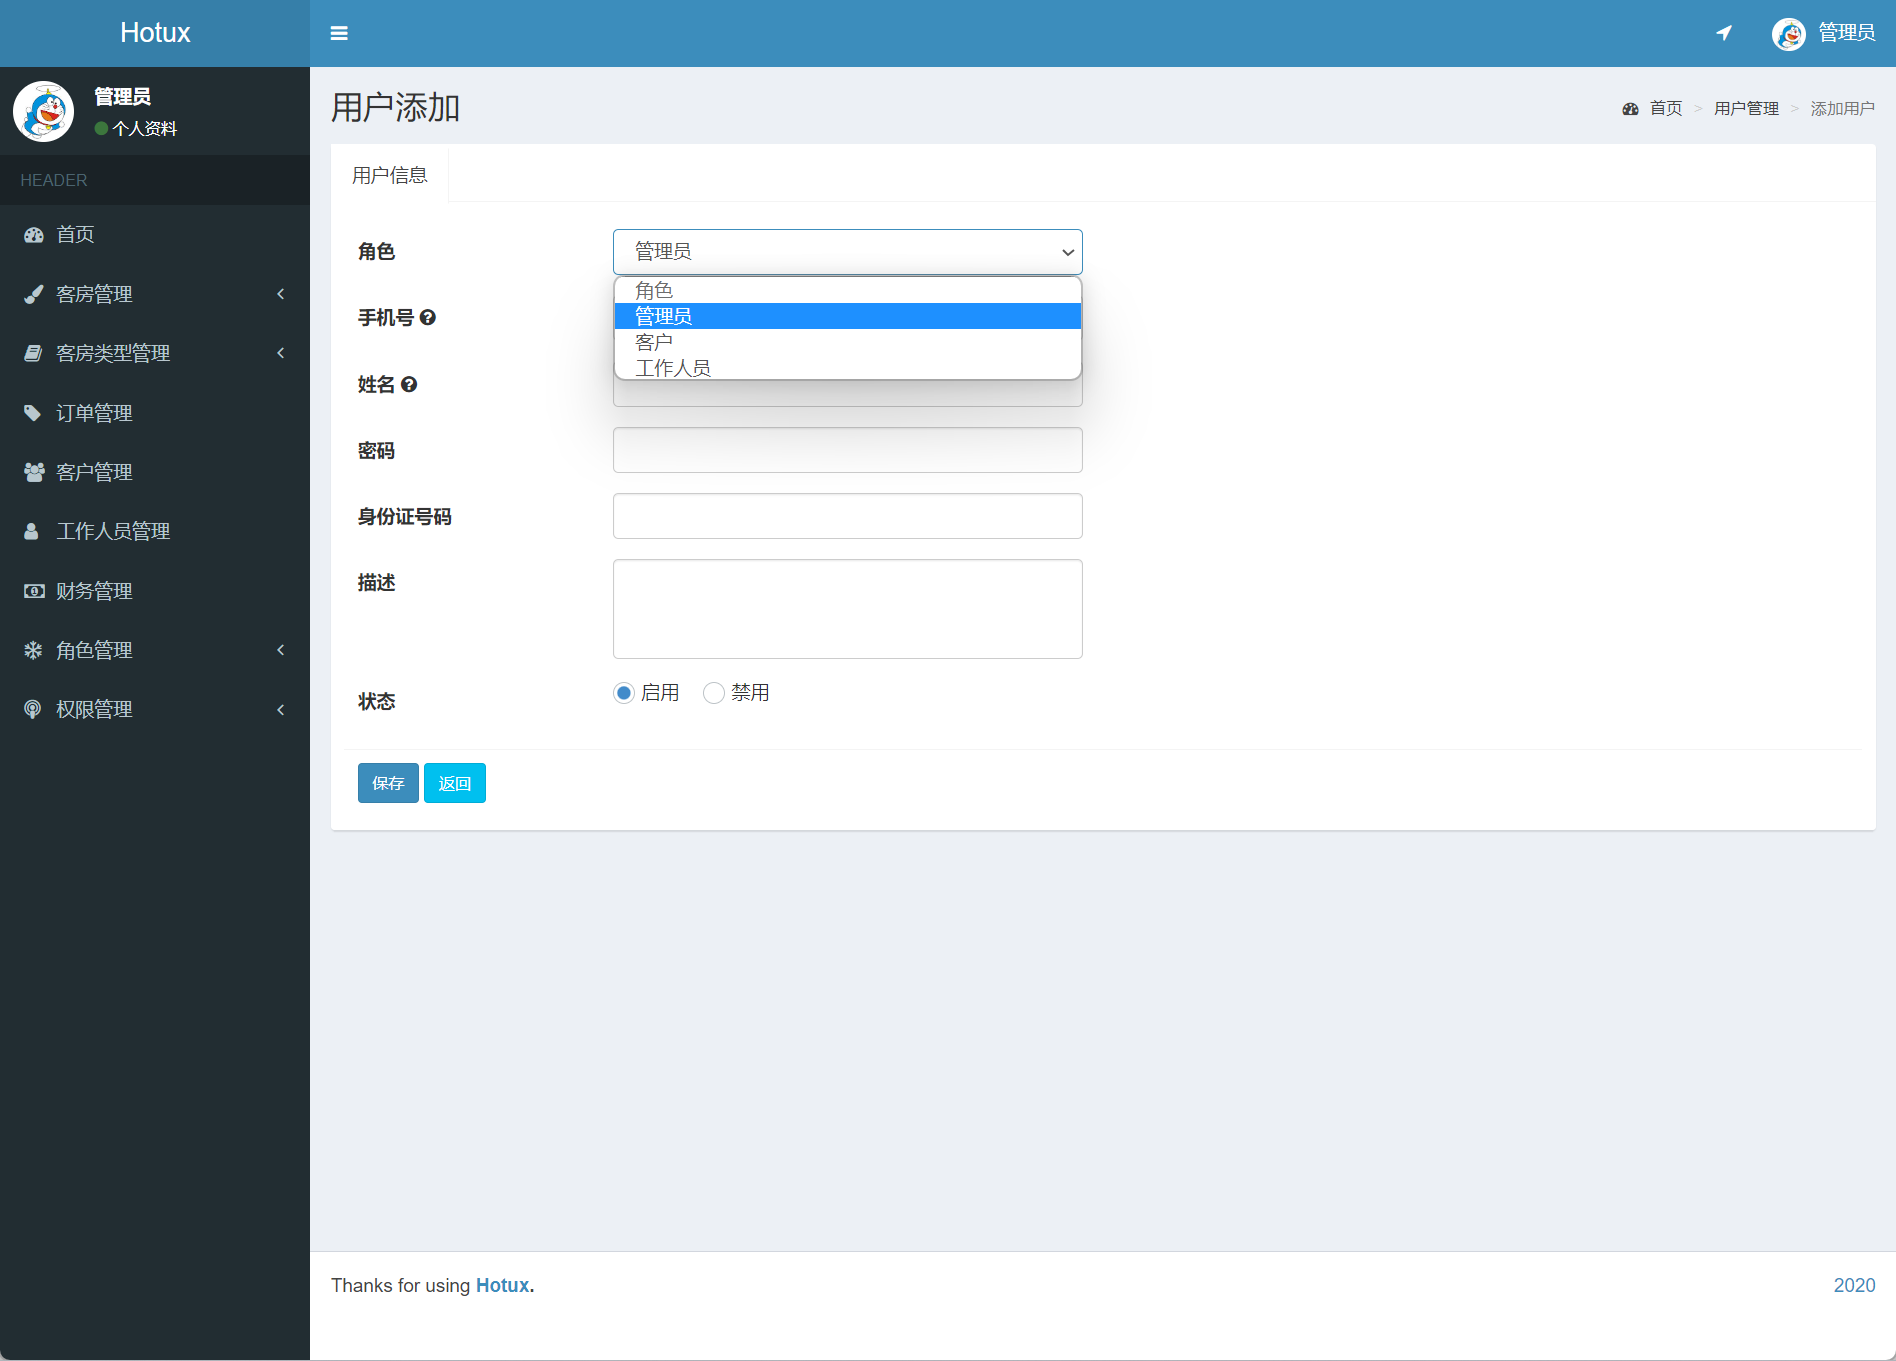 Hotux
管理员
管理员
个人资料
HEADER
首页
客房管理
客房类型管理
订单管理
客户管理
工作人员管理
财务管理
角色管理
权限管理
用户添加
首页 > 用户管理 > 添加用户
用户信息
角色
管理员
角色
管理员
客户
工作人员
手机号
姓名
密码
身份证号码
描述
状态
启用 禁用
保存 返回
Thanks for using Hotux.
2020